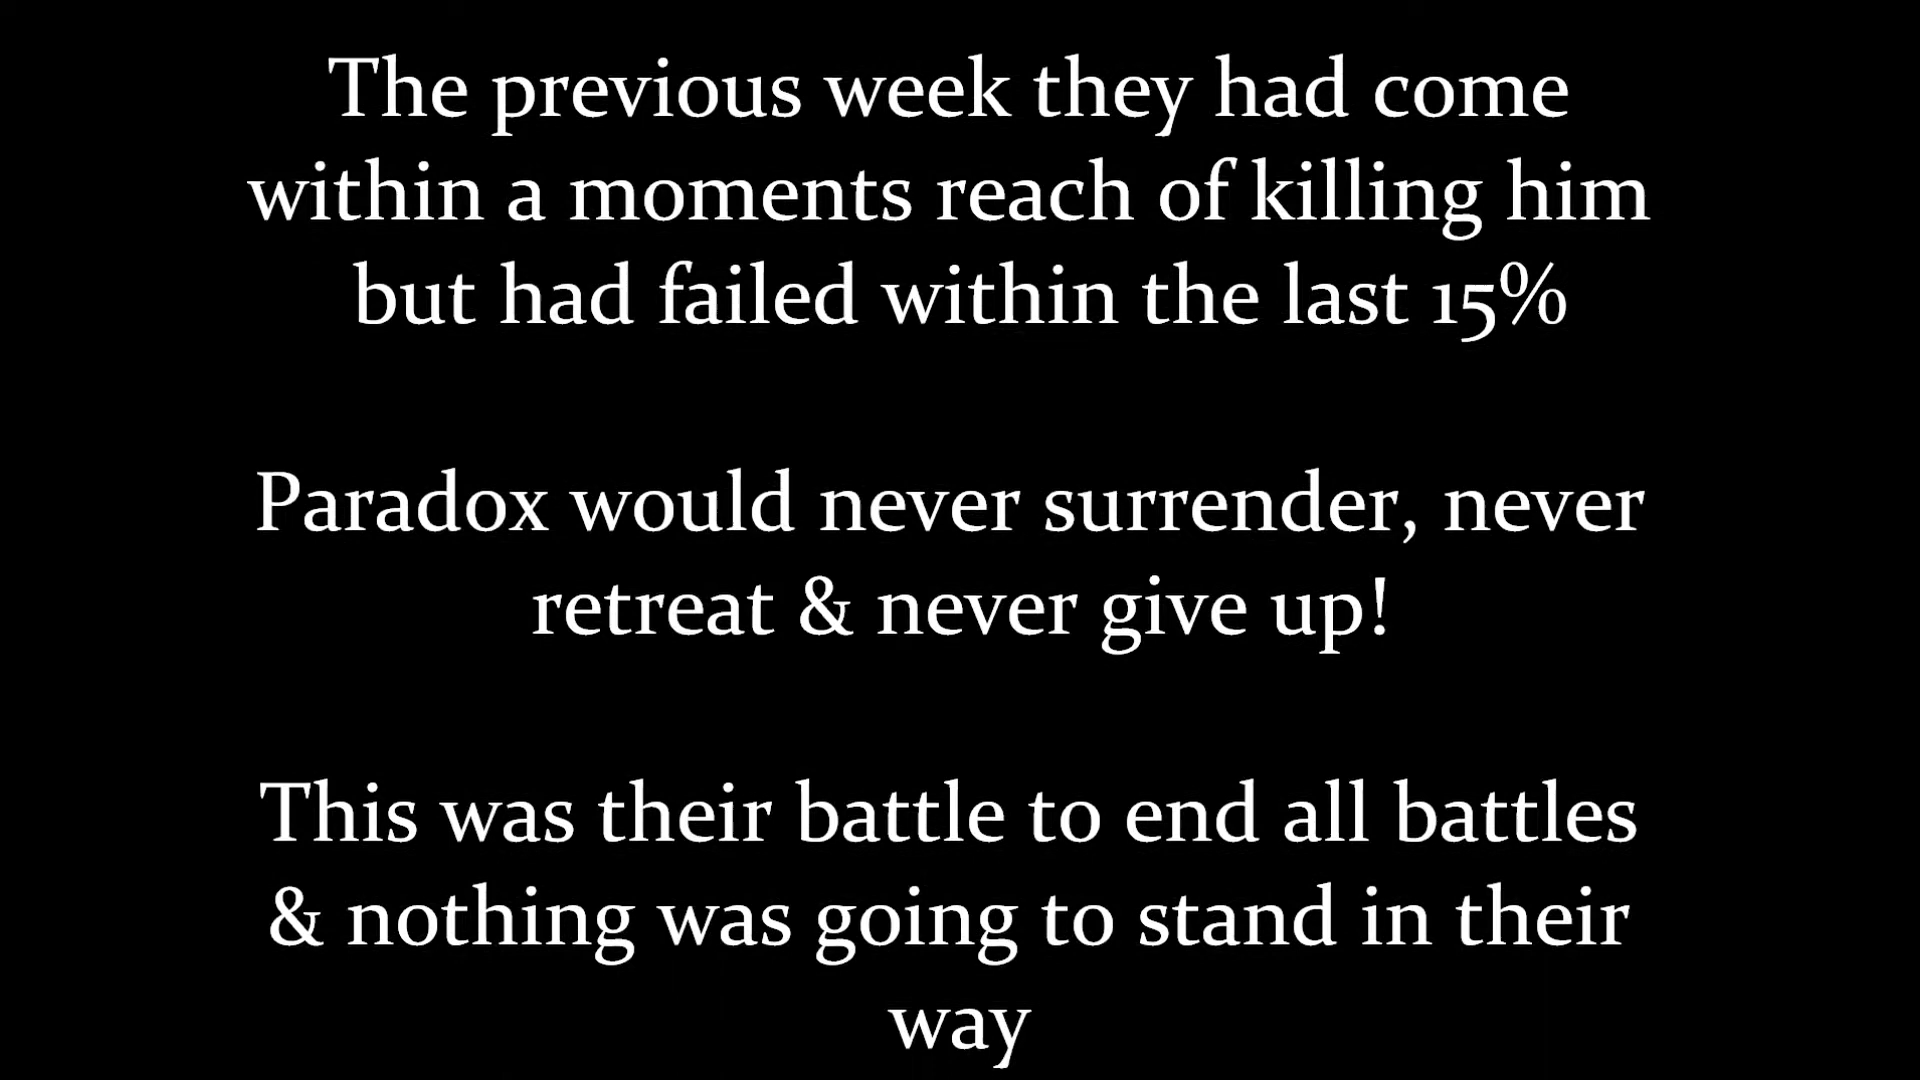 The previous week they had come
within a moments reach of killing him
but had failed within the last 15%
Paradox would never surrender, never
retreat & never give up!
This was their battle to end all battles
& nothing was going to stand in their
way